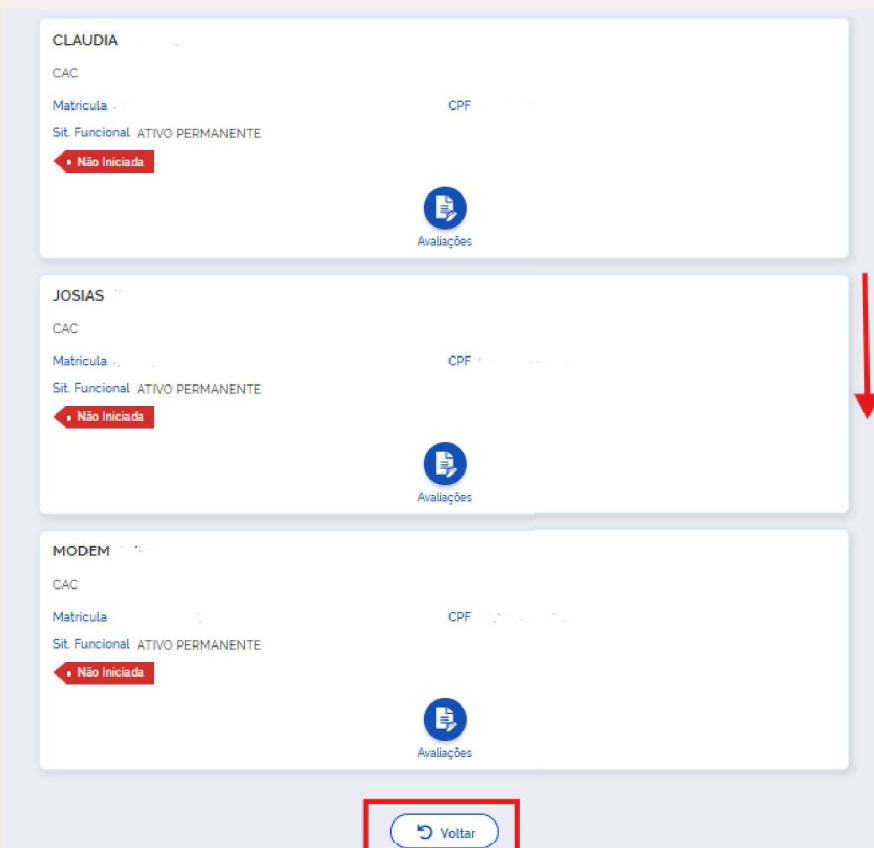 CLAUDIA
CAC
Matricula CPF
Sit. Funcional ATIVO PERMANENTE
Não Iniciada
Avaliações
JOSIAS
CAC
Matricula CPF
Sit. Funcional ATIVO PERMANENTE
Não Iniciada
Avaliações
MODEM
CAC
Matricula CPF
Sit. Funcional ATIVO PERMANENTE
Não Iniciada
Avaliações
Voltar